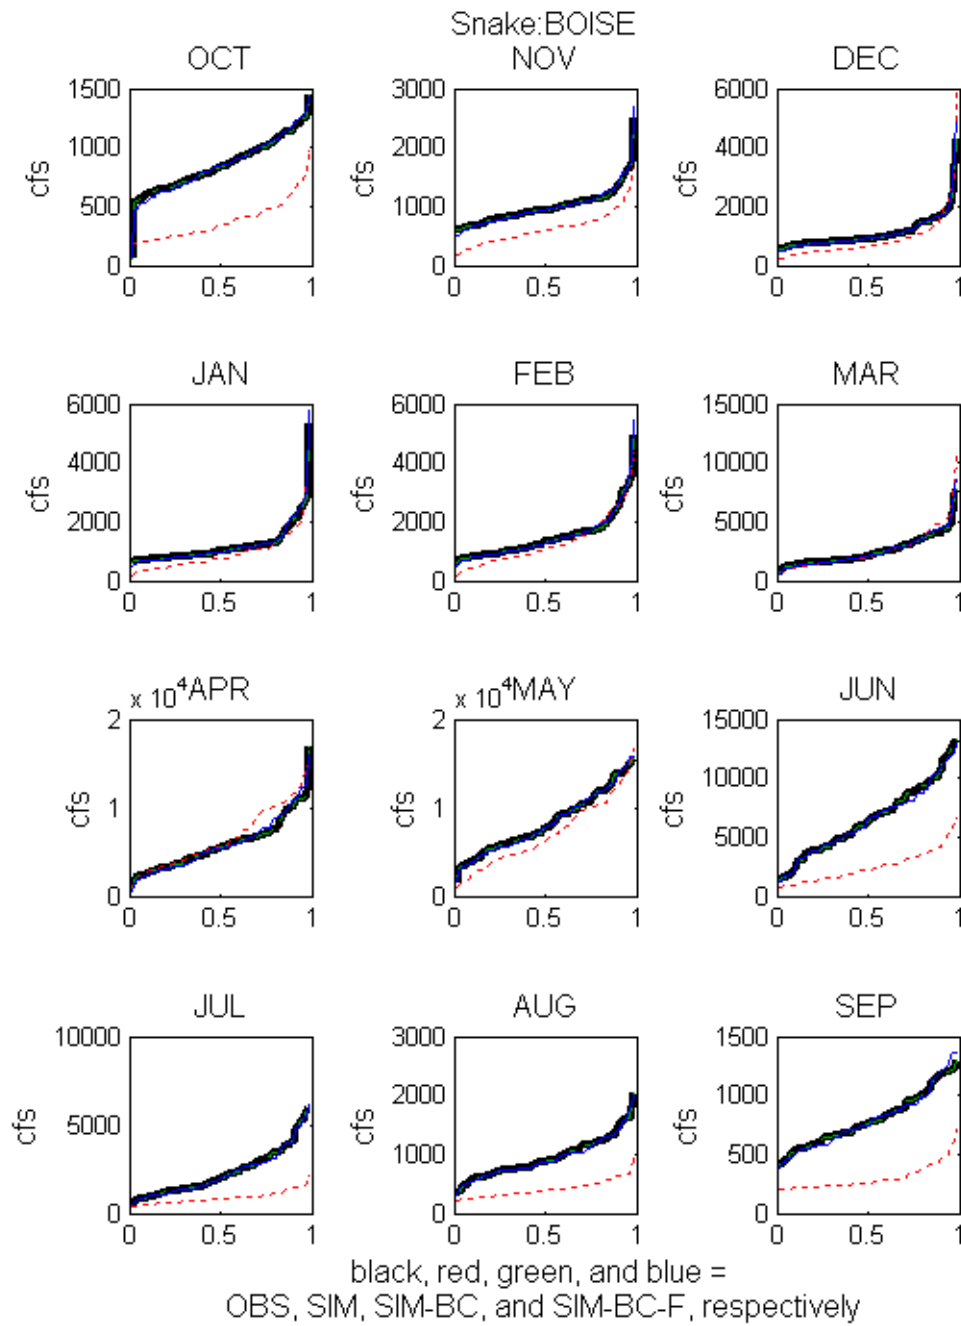 Snake:BOISE
OCT NOV DEC
1500 3000 6000
1000 2000 4000
cfs cfs cfs
500 1000 2000
0 0 0
0 0.5 1 0 0.5 1 0 0.5 1
JAN FEB MAR
6000 6000 15000
4000 4000 10000
cfs cfs cfs
2000 2000 5000
0 0 0
0 0.5 1 0 0.5 1 0 0.5 1
x 10⁴ APR x 10⁴ MAY JUN
2 2 15000
1 1 10000
cfs cfs cfs
5000
0 0 0
0 0.5 1 0 0.5 1 0 0.5 1
JUL AUG SEP
10000 3000 1500
2000 1000
cfs cfs cfs
5000 1000 500
0 0 0
0 0.5 1 0 0.5 1 0 0.5 1
black, red, green, and blue =
OBS, SIM, SIM-BC, and SIM-BC-F, respectively